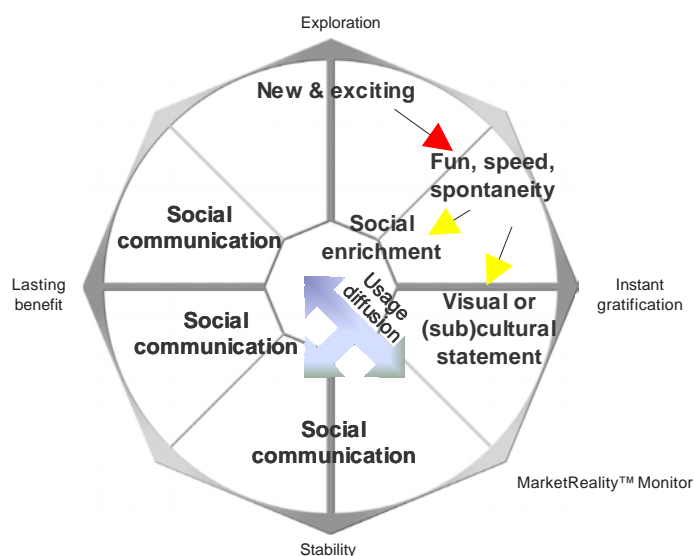 Exploration
New & exciting
Fun, speed,
spontaneity
Social
communication
Social
enrichment
Lasting
benefit
Usage
diffusion
Instant
gratification
Social
communication
Visual or
(sub)cultural
statement
Social
communication
MarketReality™ Monitor
Stability